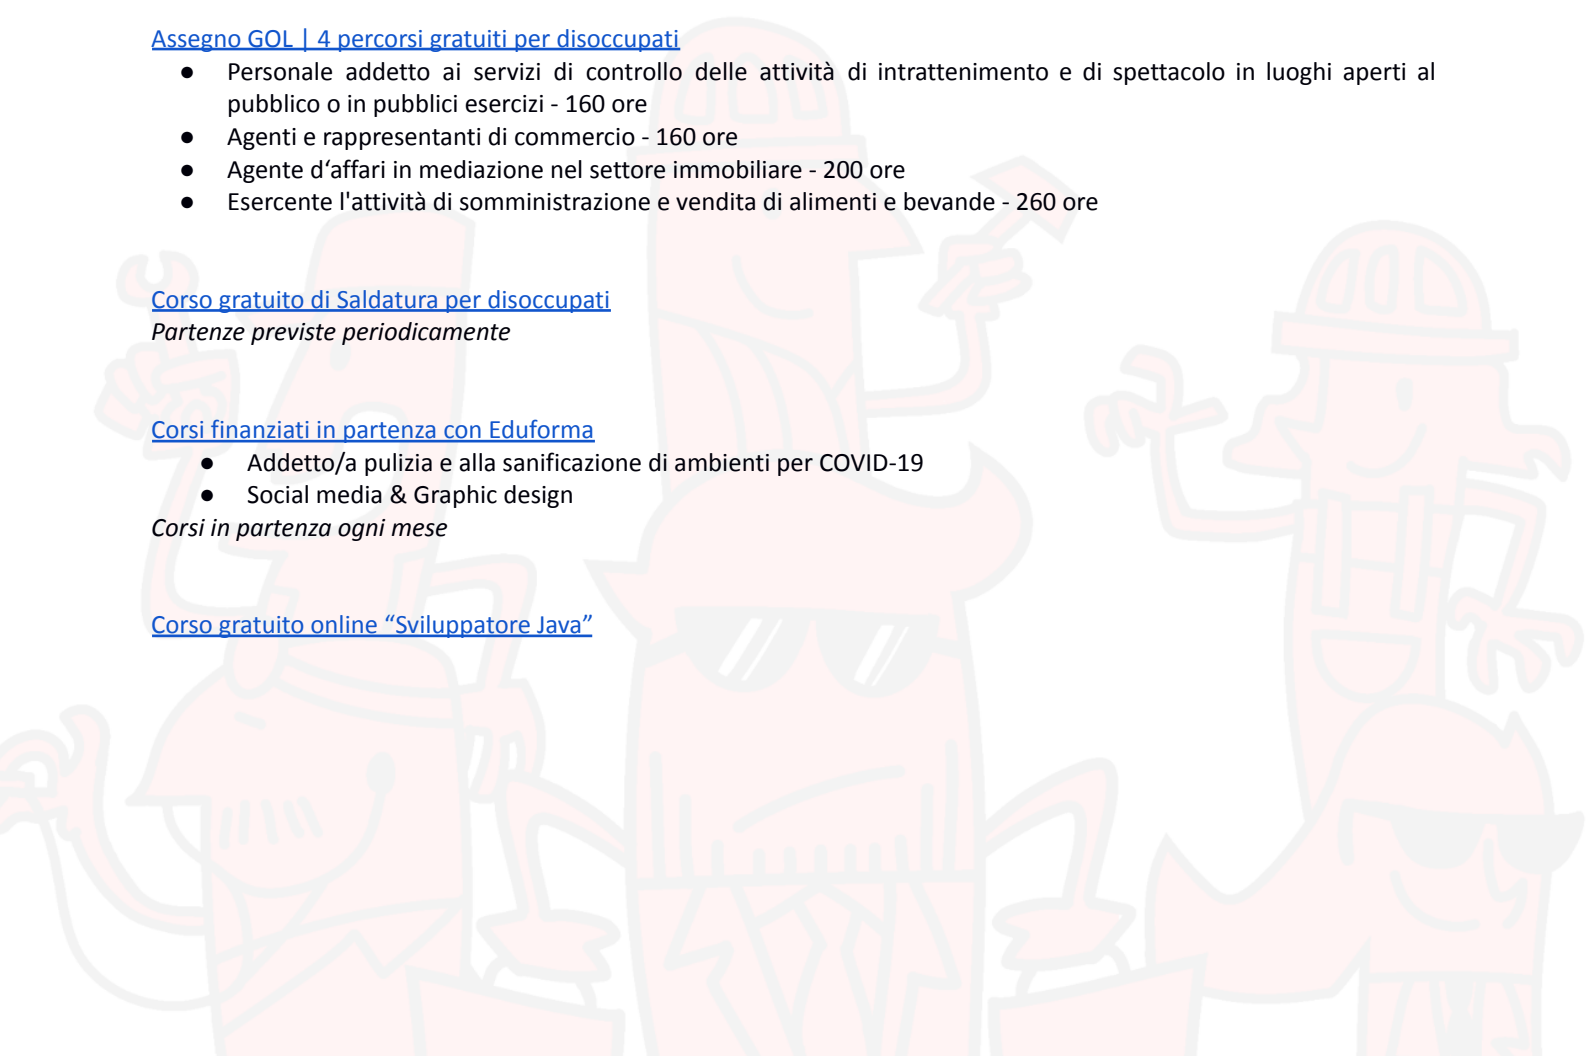 Assegno GOL | 4 percorsi gratuiti per disoccupati
● Personale addetto ai servizi di controllo delle attività di intrattenimento e di spettacolo in luoghi aperti al
pubblico o in pubblici esercizi - 160 ore
● Agenti e rappresentanti di commercio - 160 ore
● Agente d‘affari in mediazione nel settore immobiliare - 200 ore
● Esercente l'attività di somministrazione e vendita di alimenti e bevande - 260 ore
Corso gratuito di Saldatura per disoccupati
Partenze previste periodicamente
Corsi finanziati in partenza con Eduforma
● Addetto/a pulizia e alla sanificazione di ambienti per COVID-19
● Social media & Graphic design
Corsi in partenza ogni mese
Corso gratuito online “Sviluppatore Java”